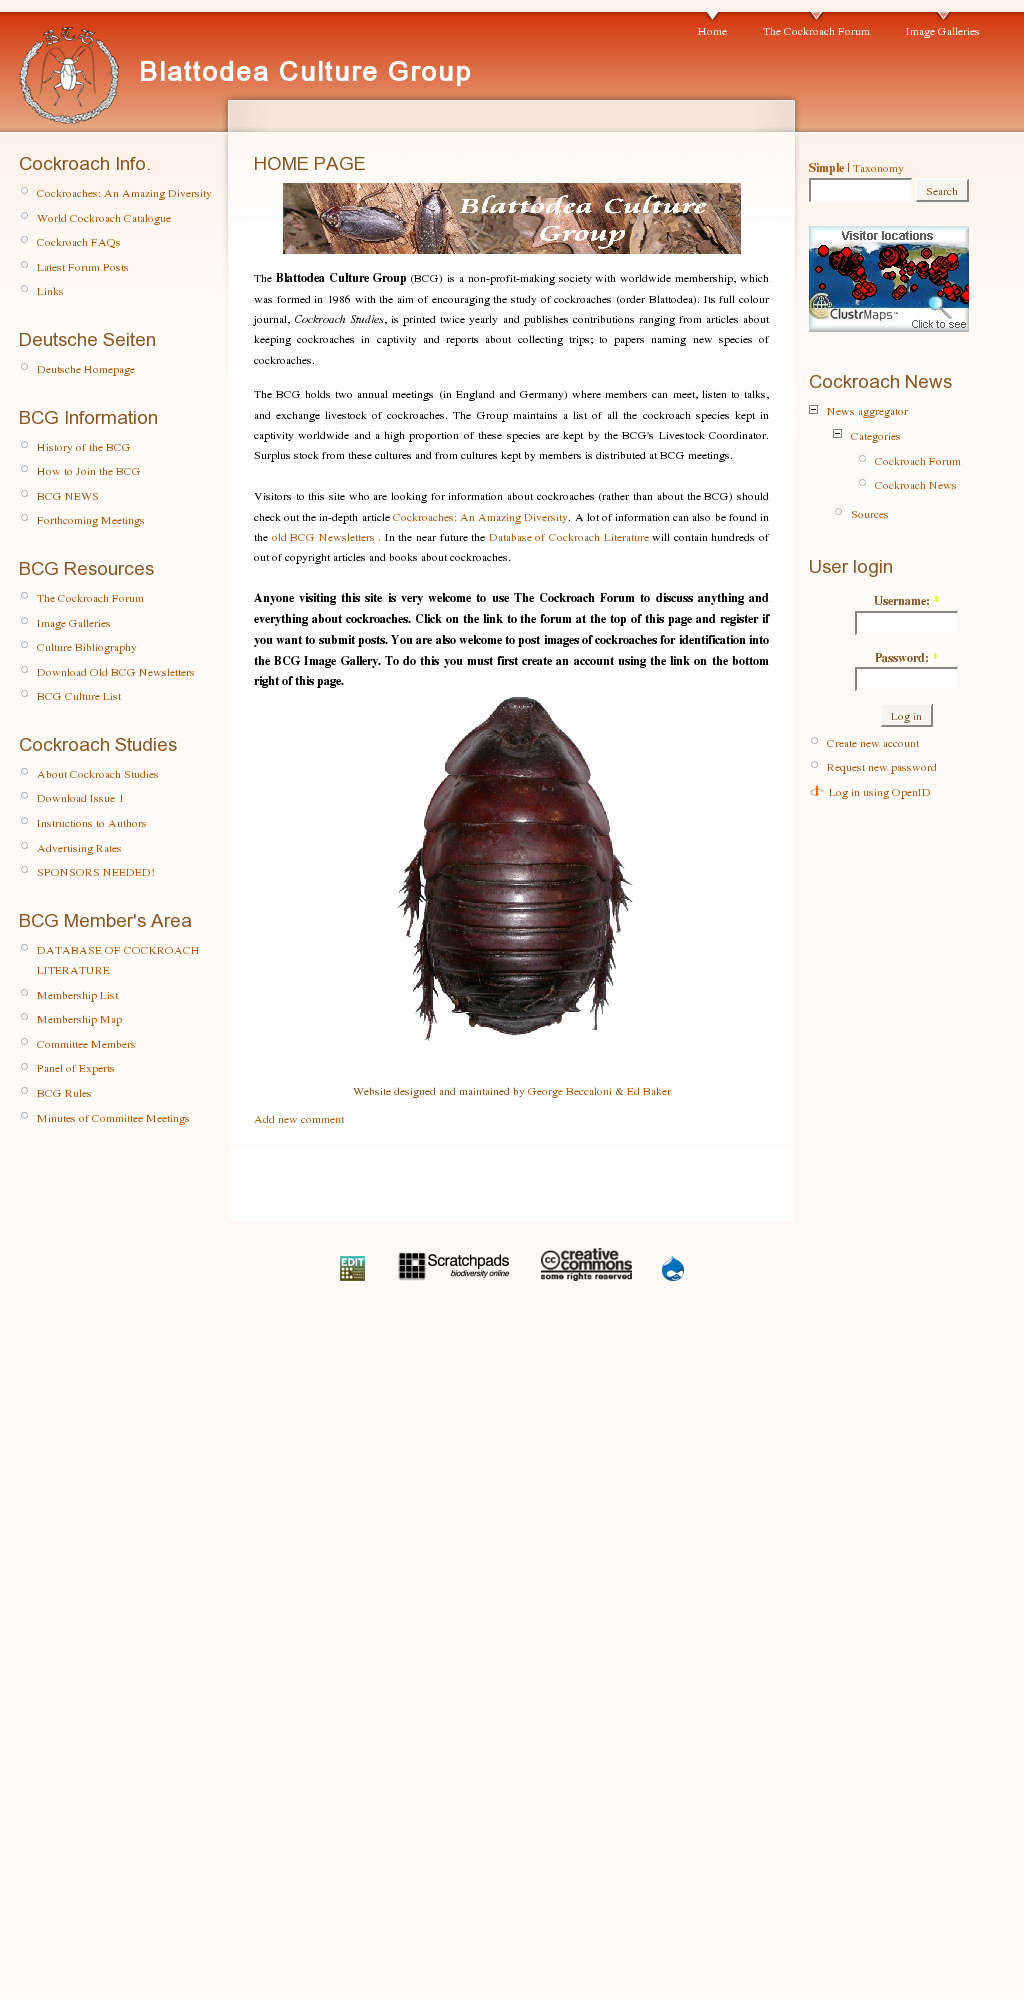 Home
The Cockroach Forum
Image Galleries
Blattodea Culture Group
Cockroach Info.
Cockroaches: An Amazing Diversity
World Cockroach Catalogue
Cockroach FAQs
Latest Forum Posts
Links
Deutsche Seiten
Deutsche Homepage
BCG Information
History of the BCG
How to Join the BCG
BCG NEWS
Forthcoming Meetings
BCG Resources
The Cockroach Forum
Image Galleries
Culture Bibliography
Download Old BCG Newsletters
BCG Culture List
Cockroach Studies
About Cockroach Studies
Download Issue 1
Instructions to Authors
Advertising Rates
SPONSORS NEEDED!
BCG Member's Area
DATABASE OF COCKROACH
LITERATURE
Membership List
Membership Map
Committee Members
Panel of Experts
BCG Rules
Minutes of Committee Meetings
HOME PAGE
Blattodea Culture
Group
The Blattodea Culture Group (BCG) is a non-profit-making society with worldwide membership, which
was formed in 1986 with the aim of encouraging the study of cockroaches (order Blattodea). Its full colour
journal, Cockroach Studies, is printed twice yearly and publishes contributions ranging from articles about
keeping cockroaches in captivity and reports about collecting trips; to papers naming new species of
cockroaches.
The BCG holds two annual meetings (in England and Germany) where members can meet, listen to talks,
and exchange livestock of cockroaches. The Group maintains a list of all the cockroach species kept in
captivity worldwide and a high proportion of these species are kept by the BCG's Livestock Coordinator.
Surplus stock from these cultures and from cultures kept by members is distributed at BCG meetings.
Visitors to this site who are looking for information about cockroaches (rather than about the BCG) should
check out the in-depth article Cockroaches: An Amazing Diversity. A lot of information can also be found in
the old BCG Newsletters . In the near future the Database of Cockroach Literature will contain hundreds of
out of copyright articles and books about cockroaches.
Anyone visiting this site is very welcome to use The Cockroach Forum to discuss anything and
everything about cockroaches. Click on the link to the forum at the top of this page and register if
you want to submit posts. You are also welcome to post images of cockroaches for identification into
the BCG Image Gallery. To do this you must first create an account using the link on the bottom
right of this page.
Website designed and maintained by George Beccaloni & Ed Baker
Add new comment
Simple | Taxonomy
Search
Visitor locations
ClustrMaps™
Click to see
Cockroach News
News aggregator
Categories
Cockroach Forum
Cockroach News
Sources
User login
Username: *
Password: *
Log in
Create new account
Request new password
Log in using OpenID
EDIT
Scratchpads
biodiversity online
cc creative
commons
some rights reserved